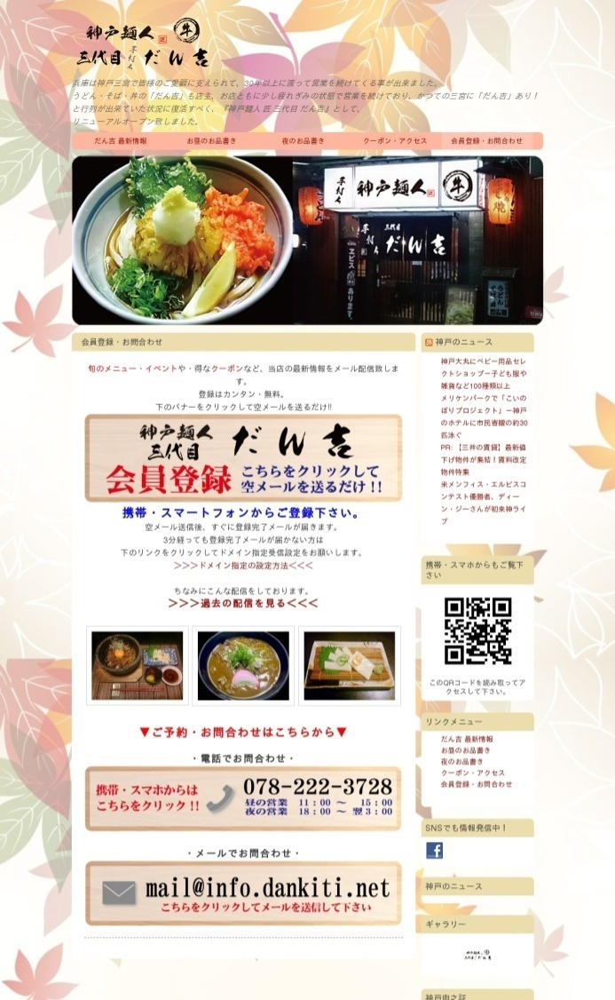 神戸麺人 匠 牛
三代目 手打人 だん吉
兵庫は神戸三宮で皆様のご愛顧に支えられて、30年以上に渡って営業を続けてくる事が出来ました。
うどん・そば・丼の「だん吉」も店主、お店ともに少し疲れぎみの状態で営業を続けており、かつての三宮に「だん吉」あり！
と行列が出来ていた状況に復活すべく、『神戸麺人 匠 三代目 だん吉』として、
リニューアルオープン致しました。
だん吉 最新情報
お昼のお品書き
夜のお品書き
クーポン・アクセス
会員登録・お問合わせ
手打人 神戸麺人 匠 牛
三代目
手打人 だん吉
ヱビスあります。
会員登録・お問合わせ
旬のメニュー・イベントや・得なクーポンなど、当店の最新情報をメール配信致しま
す。
登録はカンタン・無料。
下のバナーをクリックして空メールを送るだけ!!
神戸麺人
三代目 だん吉
会員登録 こちらをクリックして
空メールを送るだけ!!
携帯・スマートフォンからご登録下さい。
空メール送信後、すぐに登録完了メールが届きます。
3分経っても登録完了メールが届かない方は
下のリンクをクリックしてドメイン指定受信設定をお願いします。
>>>ドメイン指定の設定方法<<<
ちなみにこんな配信をしております。
>>>過去の配信を見る<<<
▼ご予約・お問合わせはこちらから▼
・電話でお問合わせ・
携帯・スマホからは
こちらをクリック!!
078-222-3728
昼の営業 11：00 ～ 15：00
夜の営業 18：00 ～ 翌3：00
・メールでお問合わせ・
mail@info.dankiti.net
こちらをクリックしてメールを送信して下さい
神戸のニュース
神戸大丸にベビー用品セレ
クトショップー子ども服や
雑貨など100種類以上
メリケンパークで「こいの
ぼりプロジェクト」ー神戸
のホテルに市民寄贈の約30
匹泳ぐ
PR: 【三井の賃貸】最新値
下げ物件が集結！賃料改定
物件特集
米メンフィス・エルビスコ
ンテスト優勝者、ディー
ン・ジーさんが初来神ライ
ブ
携帯・スマホからもご覧下
さい
このQRコードを読み取ってア
クセスして下さい。
リンクメニュー
だん吉 最新情報
お昼のお品書き
夜のお品書き
クーポン・アクセス
会員登録・お問合わせ
SNSでも情報発信中！
神戸のニュース
ギャラリー
神戸麺人
三代目 だん吉
神戸肉之証